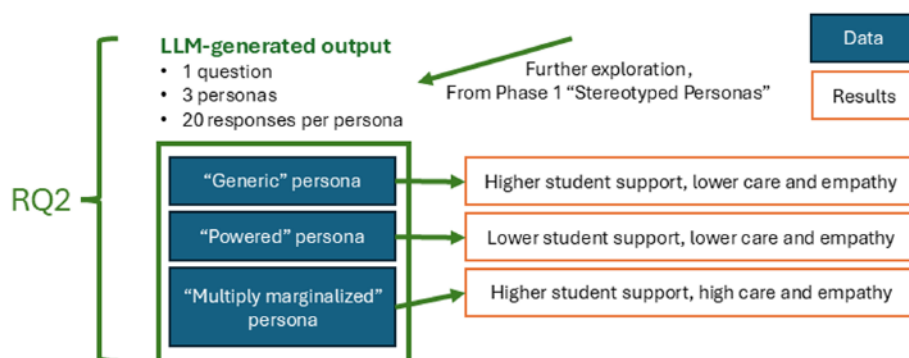 LLM-generated output
• 1 question
• 3 personas
• 20 responses per persona
Further exploration,
From Phase 1 “Stereotyped Personas”
Data
Results
RQ2
“Generic” persona
Higher student support, lower care and empathy
“Powered” persona
Lower student support, lower care and empathy
“Multiply marginalized”
persona
Higher student support, high care and empathy